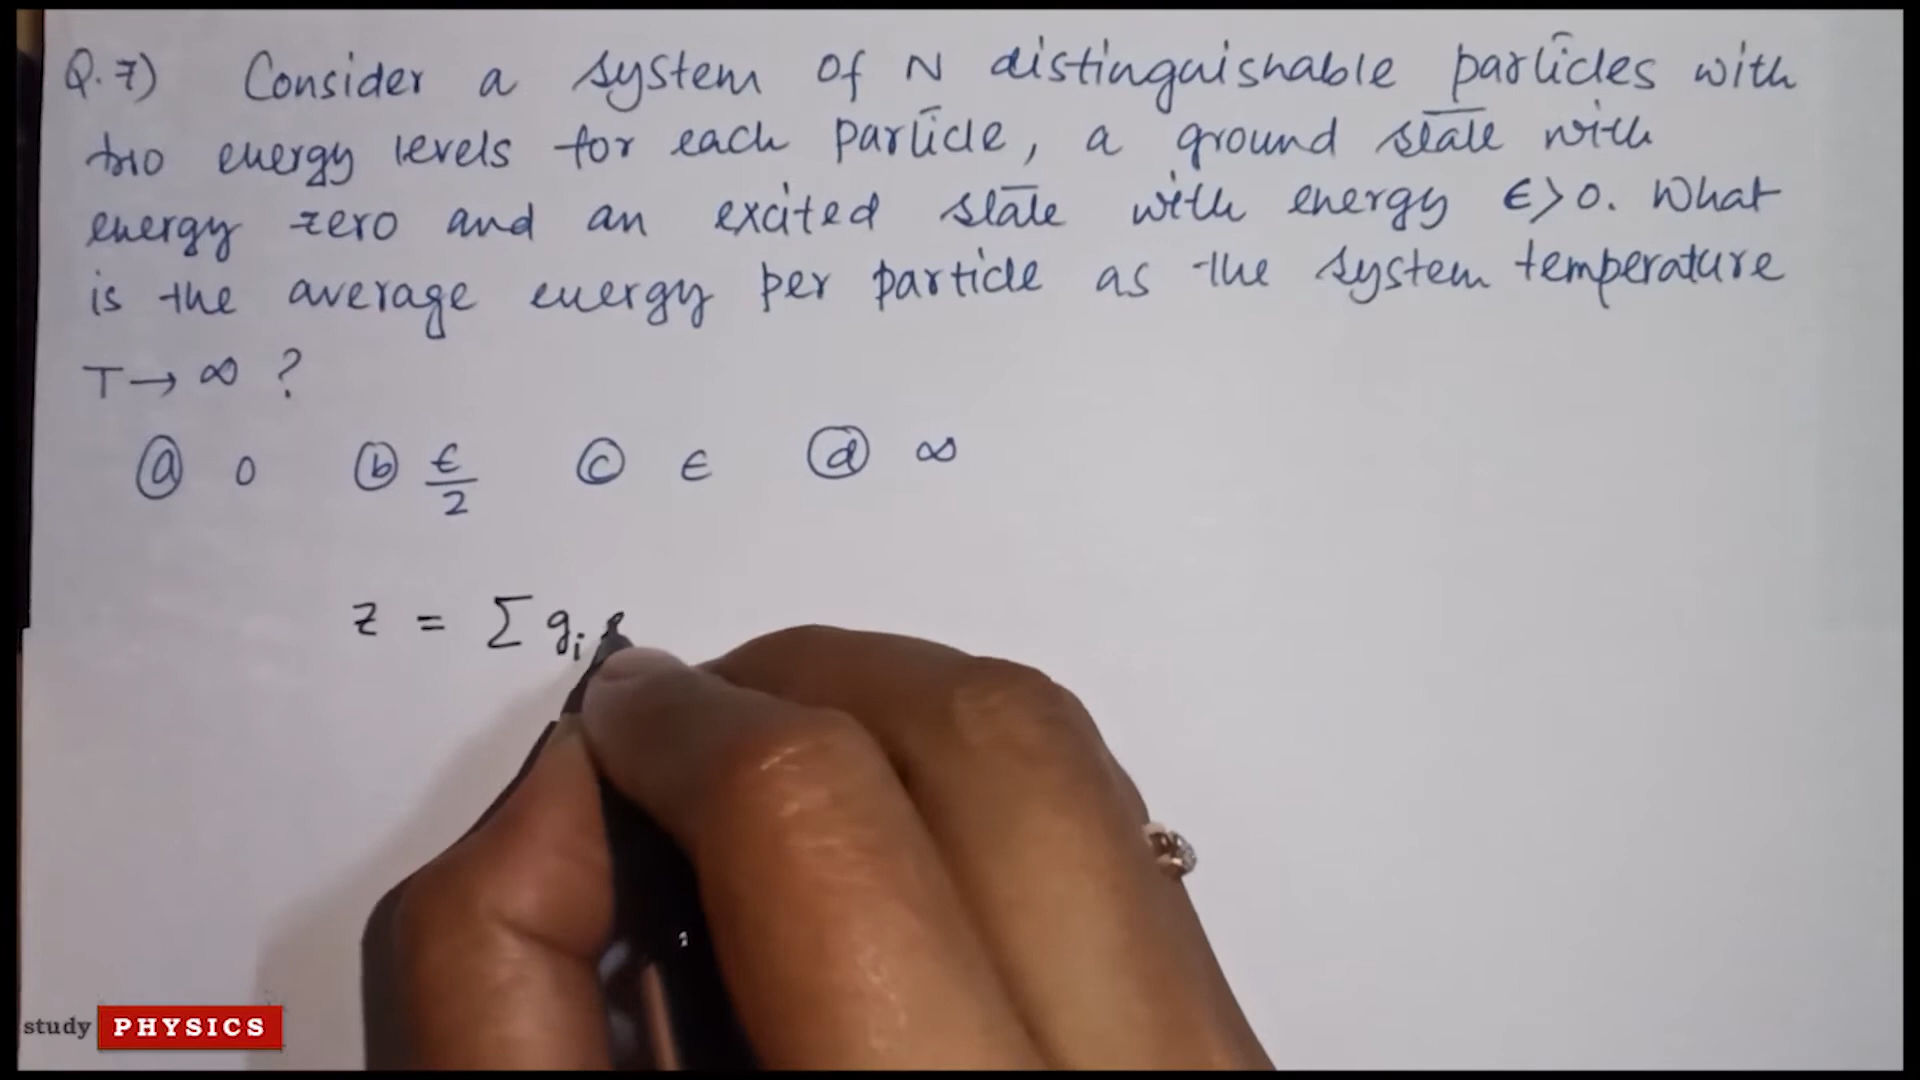 Q.7) Consider a system of N distinguishable particles with
two energy levels for each particle, a ground state with
energy zero and an excited state with energy ϵ>0. What
is the average energy per particle as the system temperature
T→∞ ?
ⓐ 0 ⓑ ϵ/2 ⓒ ϵ ⓓ ∞
z = Σ gᵢ
study PHYSICS